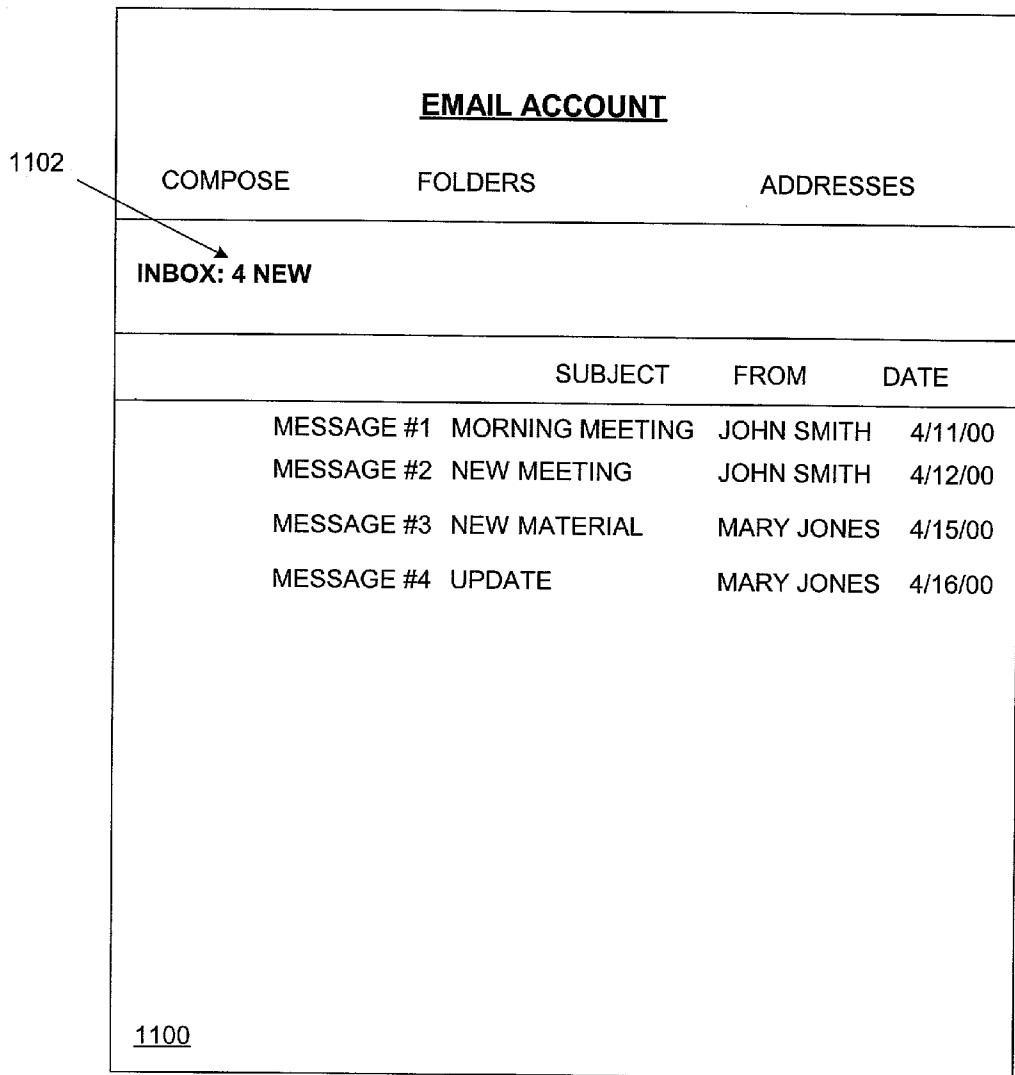 EMAIL ACCOUNT
1102
COMPOSE FOLDERS ADDRESSES
INBOX: 4 NEW
SUBJECT FROM DATE
MESSAGE #1 MORNING MEETING JOHN SMITH 4/11/00
MESSAGE #2 NEW MEETING JOHN SMITH 4/12/00
MESSAGE #3 NEW MATERIAL MARY JONES 4/15/00
MESSAGE #4 UPDATE MARY JONES 4/16/00
1100